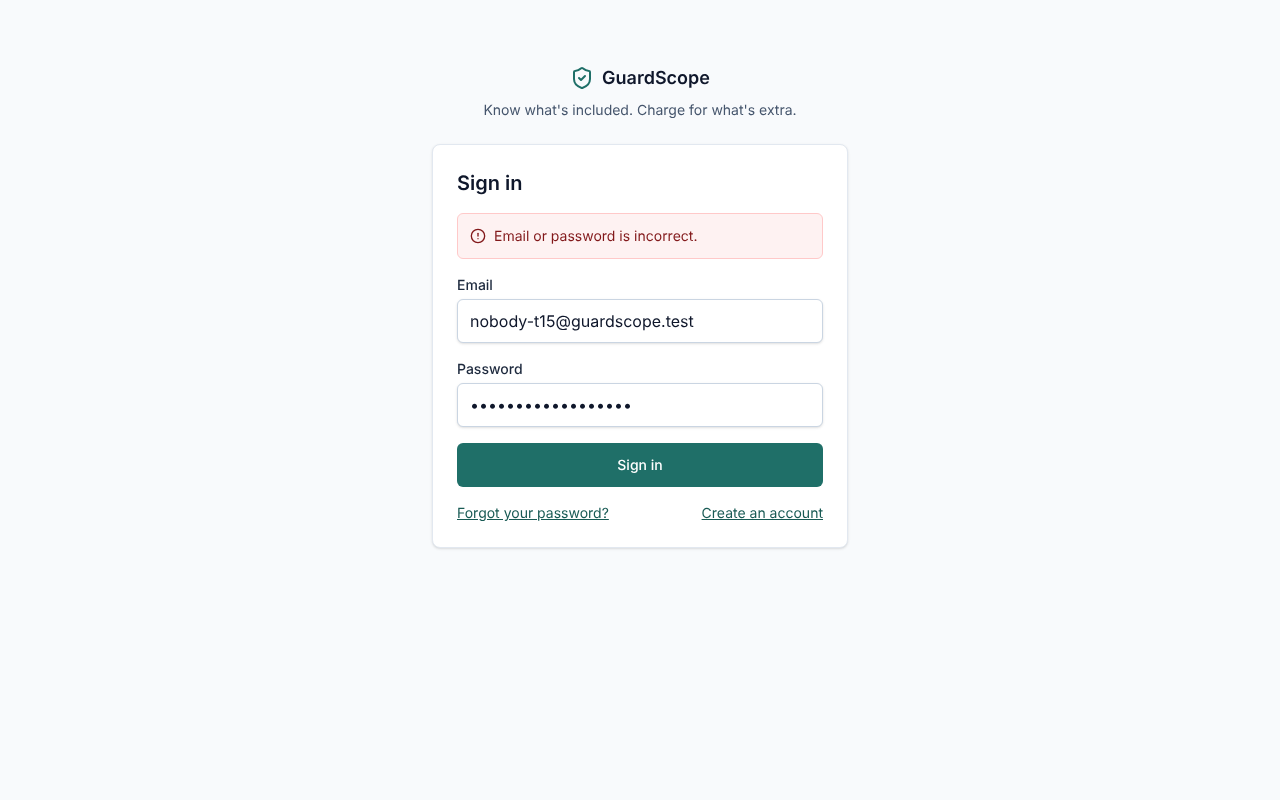 GuardScope
Know what's included. Charge for what's extra.
Sign in
Email or password is incorrect.
Email
nobody-t15@guardscope.test
Password
••••••••••••••••••
Sign in
Forgot your password? Create an account